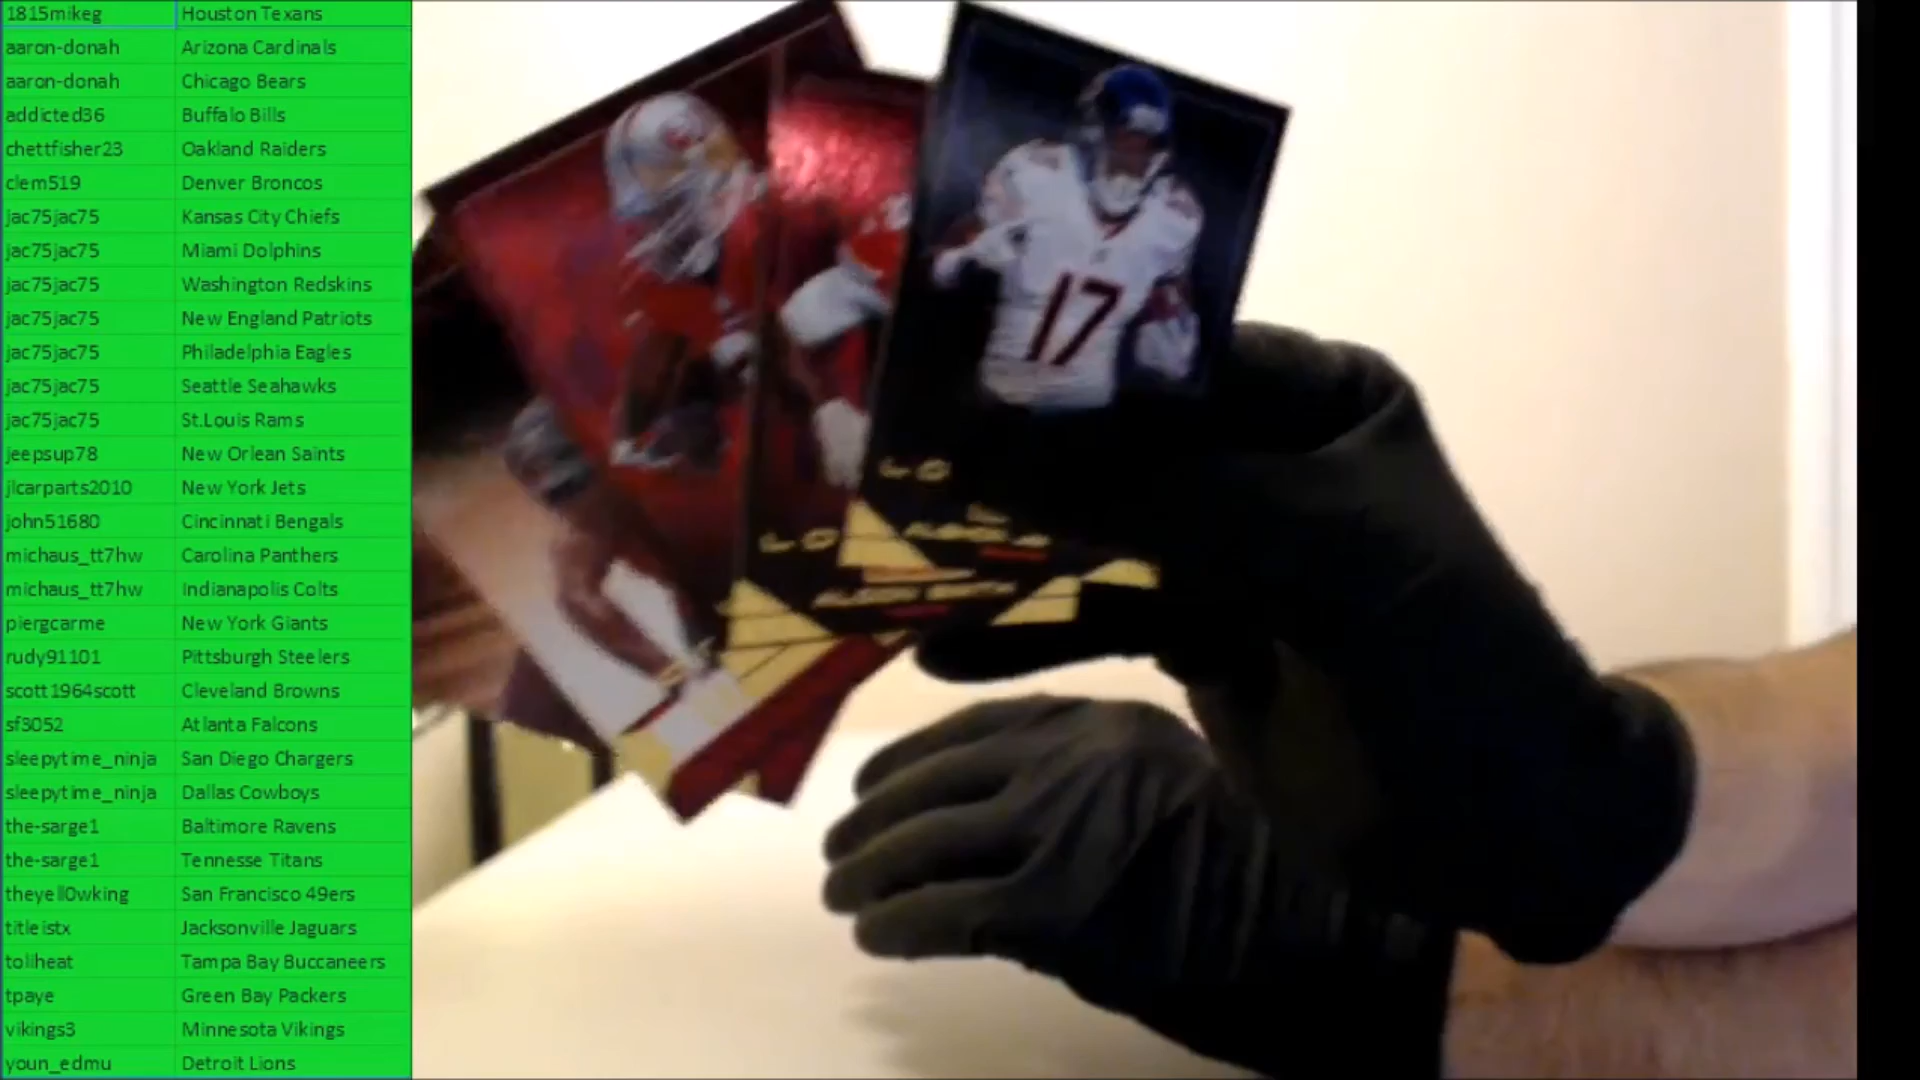 1815mikeg Houston Texans
aaron-donah Arizona Cardinals
aaron-donah Chicago Bears
addicted36 Buffalo Bills
chettfisher23 Oakland Raiders
clem519 Denver Broncos
jac75jac75 Kansas City Chiefs
jac75jac75 Miami Dolphins
jac75jac75 Washington Redskins
jac75jac75 New England Patriots
jac75jac75 Philadelphia Eagles
jac75jac75 Seattle Seahawks
jac75jac75 St.Louis Rams
jeepsup78 New Orlean Saints
jlcarparts2010 New York Jets
john51680 Cincinnati Bengals
michaus_tt7hw Carolina Panthers
michaus_tt7hw Indianapolis Colts
piergcarme New York Giants
rudy91101 Pittsburgh Steelers
scott1964scott Cleveland Browns
sf3052 Atlanta Falcons
sleepytime_ninja San Diego Chargers
sleepytime_ninja Dallas Cowboys
the-sarge1 Baltimore Ravens
the-sarge1 Tennesse Titans
theyell0wking San Francisco 49ers
titleistx Jacksonville Jaguars
toliheat Tampa Bay Buccaneers
tpaye Green Bay Packers
vikings3 Minnesota Vikings
youn_edmu Detroit Lions
17